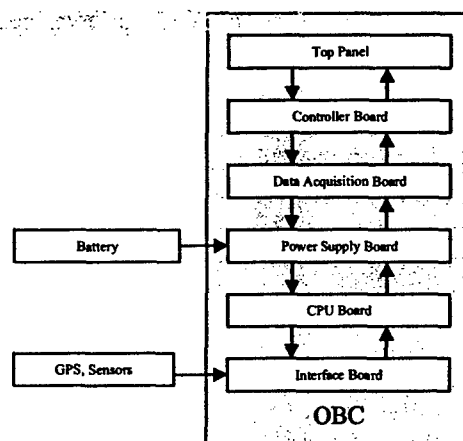 Top Panel
Controller Board
Data Acquisition Board
Battery
Power Supply Board
CPU Board
GPS, Sensors
Interface Board
OBC